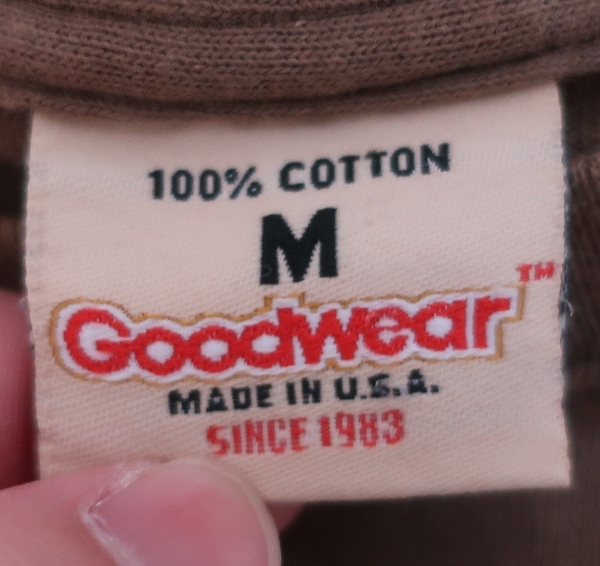 100% COTTON
M
Goodwear™
MADE IN U.S.A.
SINCE 1983